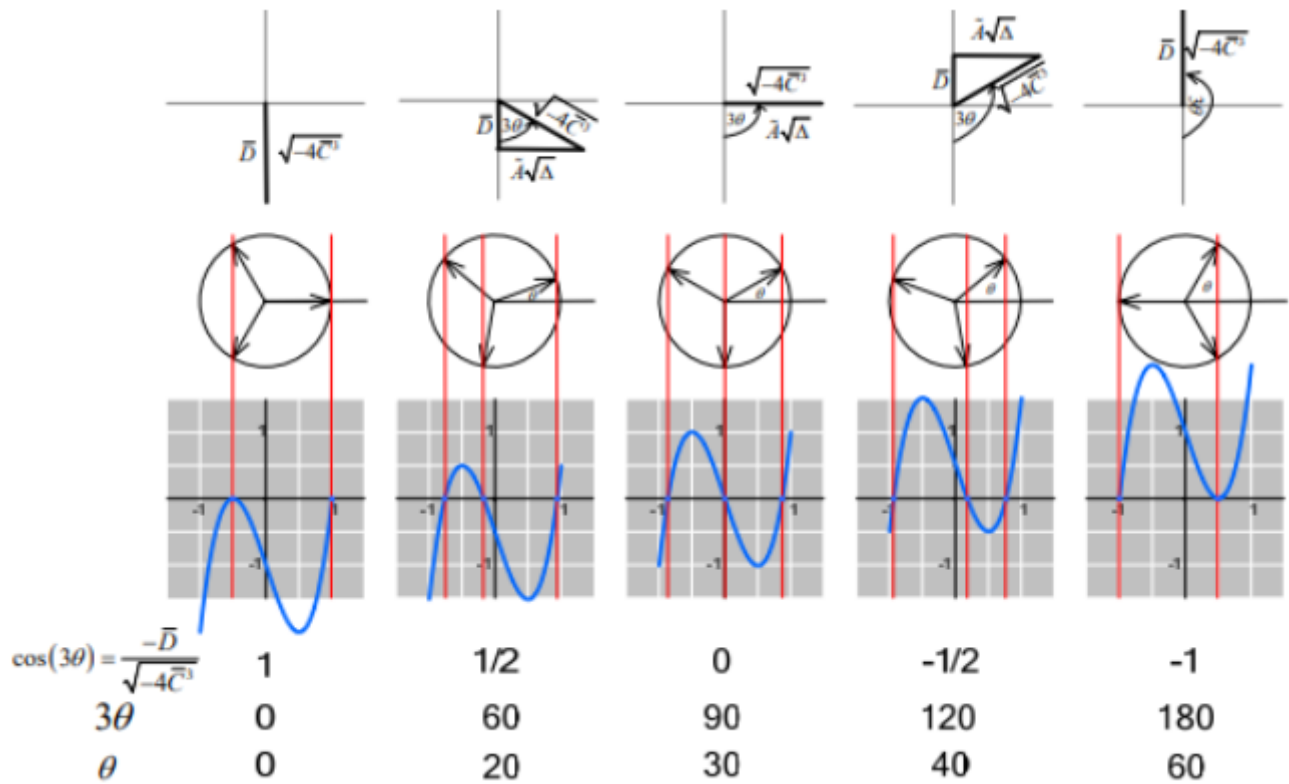 D̅ √(-4C̅³)
D̅ 3θ √(-4C̅³)
Ã√Δ
√(-4C̅³)
3θ Ã√Δ
Ã√Δ
D̅ √(-4C̅³)
3θ
D̅ √(-4C̅³)
3θ
θ θ θ θ
1 1 1 1 1
-1 1 -1 1 -1 1 -1 1 -1 1
-1 -1 -1 -1 -1
cos(3θ) = -D̅ / √(-4C̅³) 1 1/2 0 -1/2 -1
3θ 0 60 90 120 180
θ 0 20 30 40 60